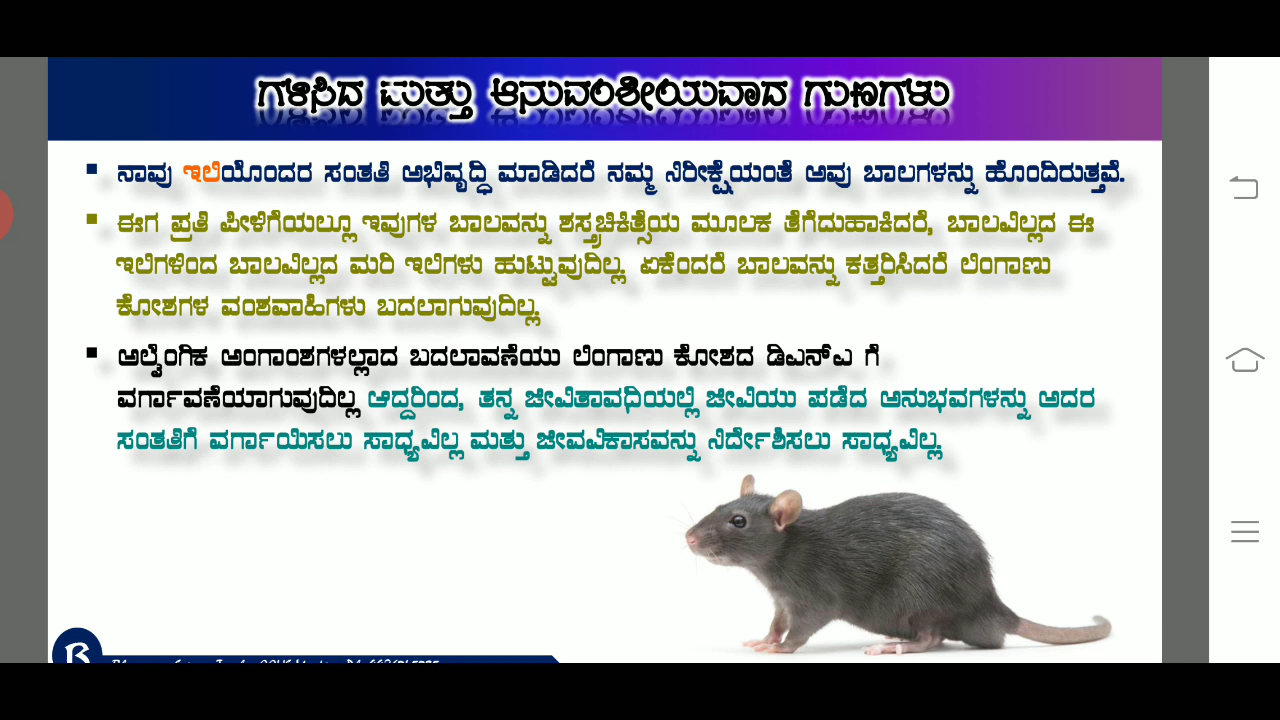 ಗಳಿಸಿದ ಮತ್ತು ಆನುವಂಶೀಯವಾದ ಗುಣಗಳು
ನಾವು ಇಲಿಯೊಂದರ ಸಂತತಿ ಅಭಿವೃದ್ಧಿ ಮಾಡಿದರೆ ನಮ್ಮ ನಿರೀಕ್ಷೆಯಂತೆ ಅವು ಬಾಲಗಳನ್ನು ಹೊಂದಿರುತ್ತವೆ.
ಈಗ ಪ್ರತಿ ಪೀಳಿಗೆಯಲ್ಲೂ ಇವುಗಳ ಬಾಲವನ್ನು ಶಸ್ತ್ರಚಿಕಿತ್ಸೆಯ ಮೂಲಕ ತೆಗೆದುಹಾಕಿದರೆ, ಬಾಲವಿಲ್ಲದ ಈ
ಇಲಿಗಳಿಂದ ಬಾಲವಿಲ್ಲದ ಮರಿ ಇಲಿಗಳು ಹುಟ್ಟುವುದಿಲ್ಲ. ಏಕೆಂದರೆ ಬಾಲವನ್ನು ಕತ್ತರಿಸಿದರೆ ಲಿಂಗಾಣು
ಕೋಶಗಳ ವಂಶವಾಹಿಗಳು ಬದಲಾಗುವುದಿಲ್ಲ.
ಅಲೈಂಗಿಕ ಅಂಗಾಂಶಗಳಲ್ಲಾದ ಬದಲಾವಣೆಯು ಲಿಂಗಾಣು ಕೋಶದ ಡಿಎನ್ಎ ಗೆ
ವರ್ಗಾವಣೆಯಾಗುವುದಿಲ್ಲ ಆದ್ದರಿಂದ, ತನ್ನ ಜೀವಿತಾವಧಿಯಲ್ಲಿ ಜೀವಿಯು ಪಡೆದ ಅನುಭವಗಳನ್ನು ಅದರ
ಸಂತತಿಗೆ ವರ್ಗಾಯಿಸಲು ಸಾಧ್ಯವಿಲ್ಲ ಮತ್ತು ಜೀವವಿಕಾಸವನ್ನು ನಿರ್ದೇಶಿಸಲು ಸಾಧ್ಯವಿಲ್ಲ.
B